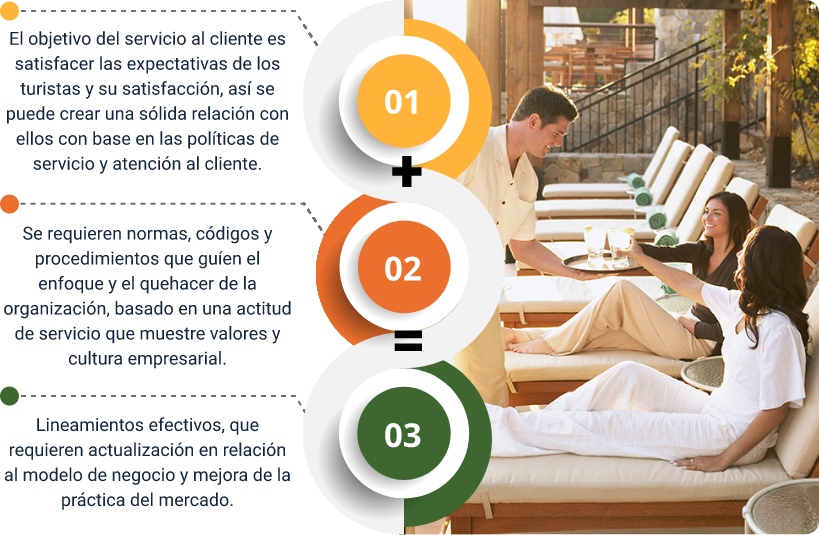 El objetivo del servicio al cliente es
satisfacer las expectativas de los
turistas y su satisfacción, así se
puede crear una sólida relación con
ellos con base en las políticas de
servicio y atención al cliente.
01
+
Se requieren normas, códigos y
procedimientos que guíen el
enfoque y el quehacer de la
organización, basado en una actitud
de servicio que muestre valores y
cultura empresarial.
02
=
Lineamientos efectivos, que
requieren actualización en relación
al modelo de negocio y mejora de la
práctica del mercado.
03